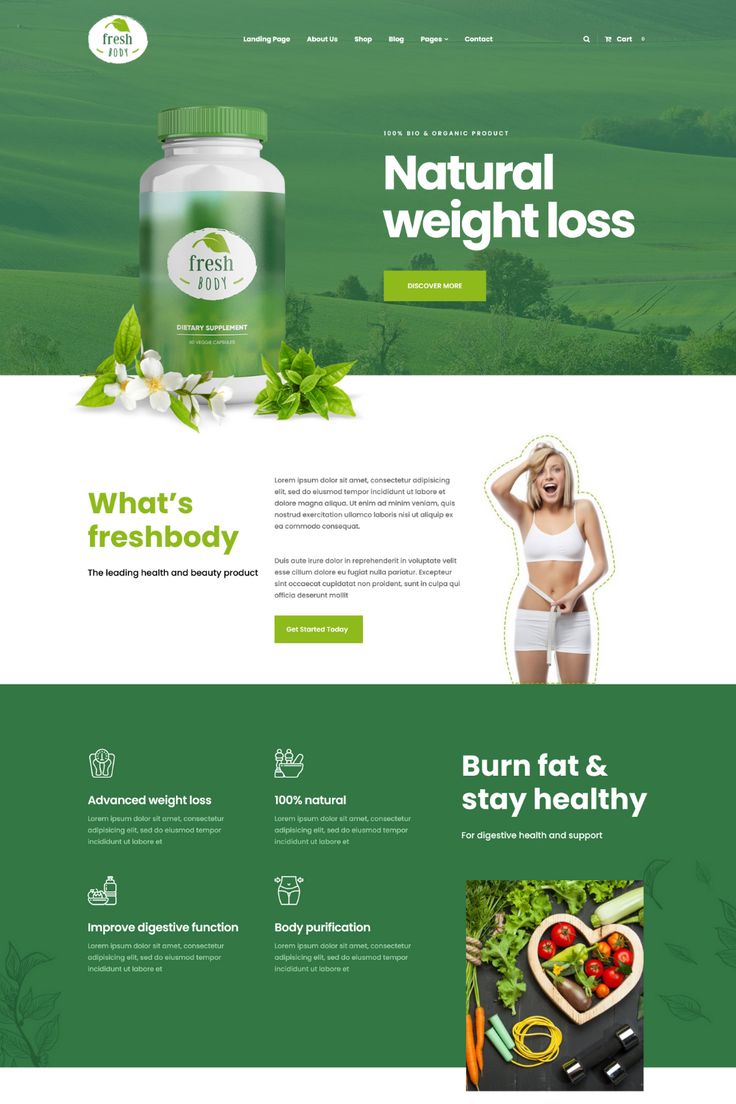 fresh
BODY
Landing Page About Us Shop Blog Pages Contact
Cart 0
100% BIO & ORGANIC PRODUCT
Natural
weight loss
DISCOVER MORE
fresh
BODY
DIETARY SUPPLEMENT
60 VEGGIE CAPSULES
What's
freshbody
The leading health and beauty product
Lorem ipsum dolor sit amet, consectetur adipisicing
elit, sed do eiusmod tempor incididunt ut labore et
dolore magna aliqua. Ut enim ad minim veniam, quis
nostrud exercitation ullamco laboris nisi ut aliquip ex
ea commodo consequat.
Duis aute irure dolor in reprehenderit in voluptate velit
esse cillum dolore eu fugiat nulla pariatur. Excepteur
sint occaecat cupidatat non proident, sunt in culpa qui
officia deserunt mollit
Get Started Today
Advanced weight loss
Lorem ipsum dolor sit amet, consectetur
adipisicing elit, sed do eiusmod tempor
incididunt ut labore et
100% natural
Lorem ipsum dolor sit amet, consectetur
adipisicing elit, sed do eiusmod tempor
incididunt ut labore et
Burn fat &
stay healthy
For digestive health and support
Improve digestive function
Lorem ipsum dolor sit amet, consectetur
adipisicing elit, sed do eiusmod tempor
incididunt ut labore et
Body purification
Lorem ipsum dolor sit amet, consectetur
adipisicing elit, sed do eiusmod tempor
incididunt ut labore et